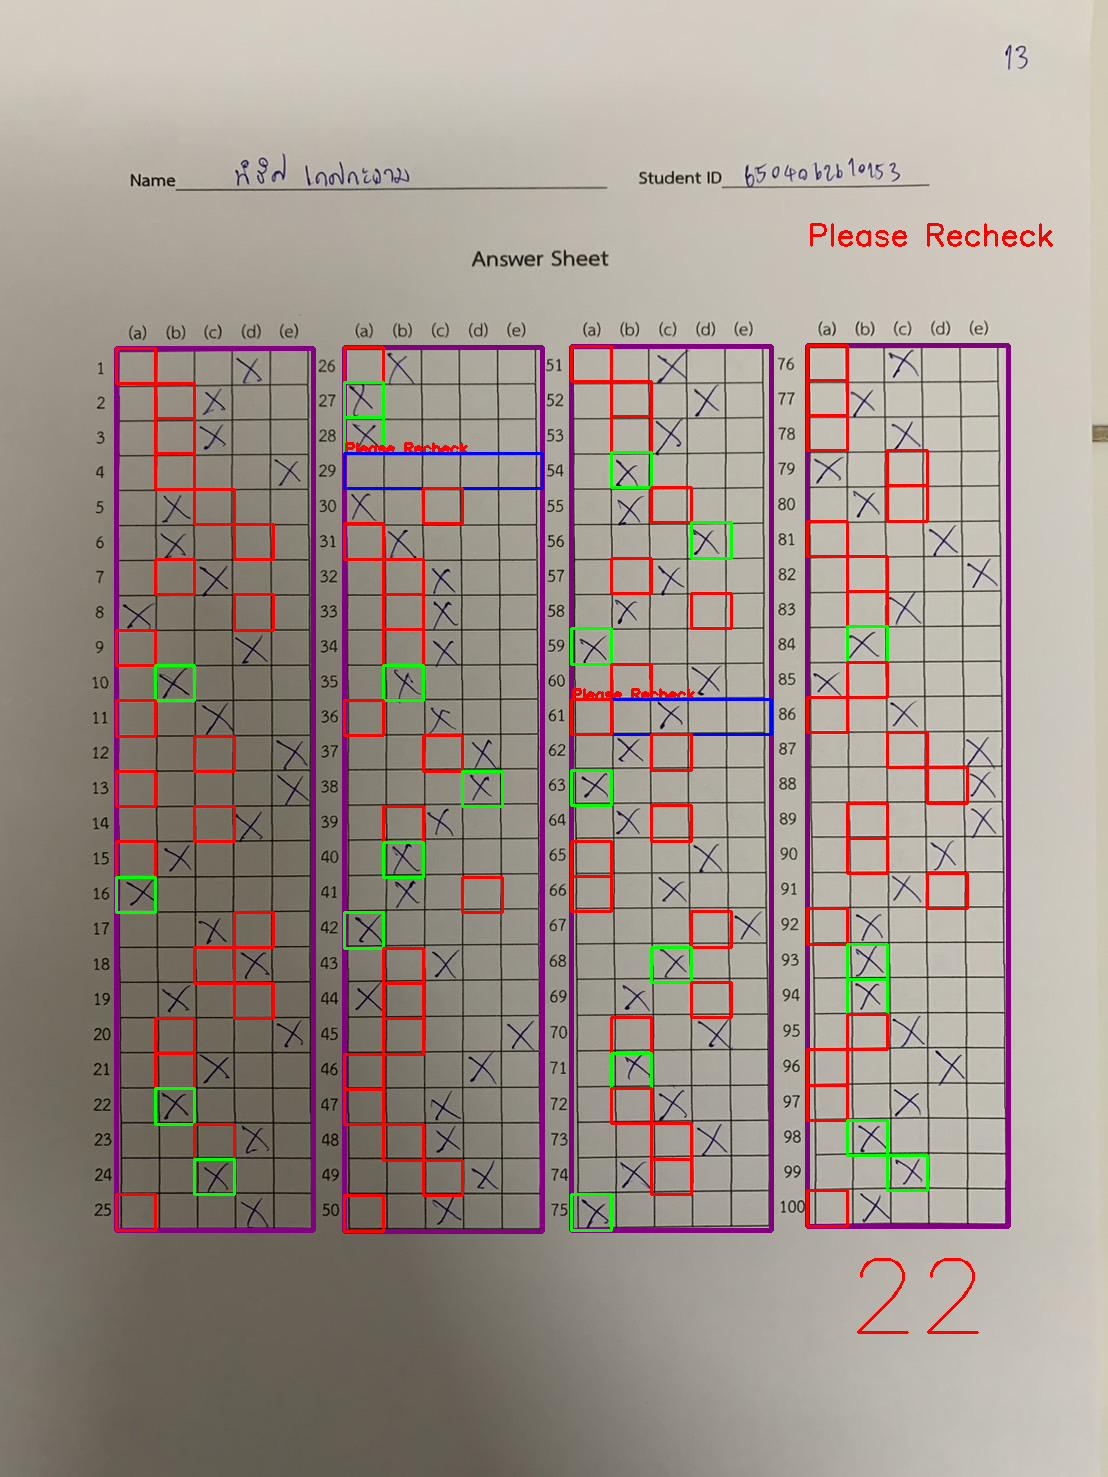 13
Name พิธิศ เกศกะอาม Student ID 6504062610153
Please Recheck
Answer Sheet
(a) (b) (c) (d) (e) (a) (b) (c) (d) (e) (a) (b) (c) (d) (e) (a) (b) (c) (d) (e)
1 26 51 76
2 27 52 77
3 28 53 78
Please Recheck
4 29 54 79
5 30 55 80
6 31 56 81
7 32 57 82
8 33 58 83
9 34 59 84
10 35 60 85
Please Recheck
11 36 61 86
12 37 62 87
13 38 63 88
14 39 64 89
15 40 65 90
16 41 66 91
17 42 67 92
18 43 68 93
19 44 69 94
20 45 70 95
21 46 71 96
22 47 72 97
23 48 73 98
24 49 74 99
25 50 75 100
22